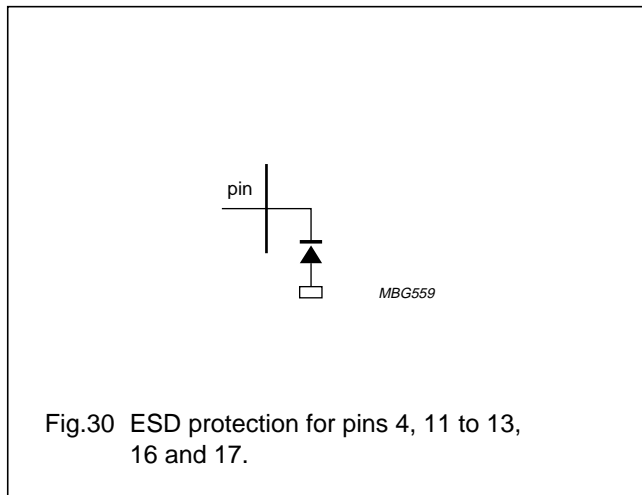 pin
MBG559
Fig.30 ESD protection for pins 4, 11 to 13,
16 and 17.